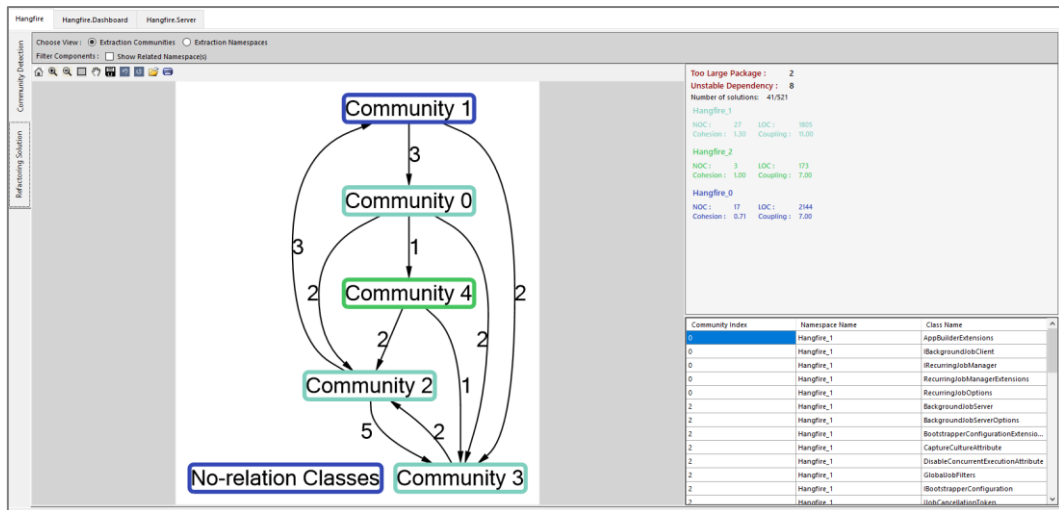 Hangfire Hangfire.Dashboard Hangfire.Server
Choose View : Extraction Communities Extraction Namespaces
Filter Components : Show Related Namespace(s)
Community Detection
Refactoring Solution
Community 1
3
Community 0
3
1
2
2
2
Community 4
2
1
Community 2
5
2
No-relation Classes
Community 3
Too Large Package : 2
Unstable Dependency : 8
Number of solutions: 41/521
Hangfire_1
NOC : 27 LOC : 1805
Cohesion : 1.30 Coupling : 11.00
Hangfire_2
NOC : 3 LOC : 173
Cohesion : 1.00 Coupling : 7.00
Hangfire_0
NOC : 17 LOC : 2144
Cohesion : 0.71 Coupling : 7.00
Community Index Namespace Name Class Name
0 Hangfire_1 AppBuilderExtensions
0 Hangfire_1 IBackgroundJobClient
0 Hangfire_1 IRecurringJobManager
0 Hangfire_1 RecurringJobManagerExtensions
0 Hangfire_1 RecurringJobOptions
2 Hangfire_1 BackgroundJobServer
2 Hangfire_1 BackgroundJobServerOptions
2 Hangfire_1 BootstrapperConfigurationExtensio...
2 Hangfire_1 CaptureCultureAttribute
2 Hangfire_1 DisableConcurrentExecutionAttribute
2 Hangfire_1 GlobalJobFilters
2 Hangfire_1 IBootstrapperConfiguration
2 Hangfire_1 IJobCancellationToken